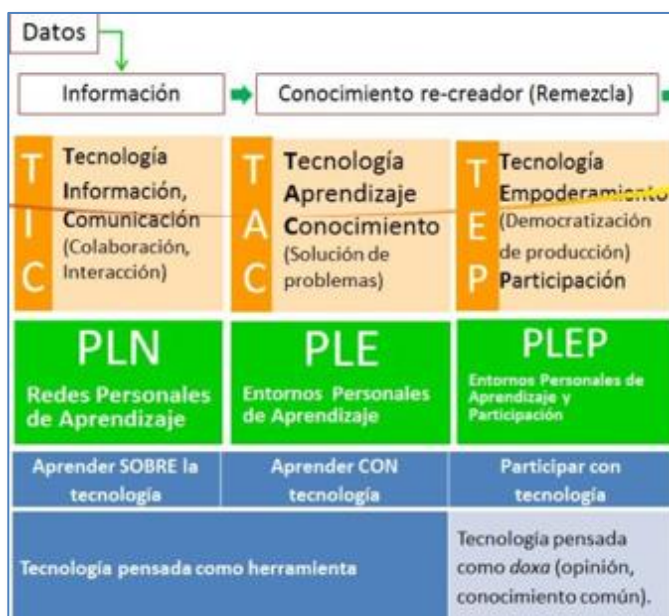 Datos
Información
Conocimiento re-creador (Remezcla)
TIC
Tecnología
Información,
Comunicación
(Colaboración,
Interacción)
TAC
Tecnología
Aprendizaje
Conocimiento
(Solución de
problemas)
TEP
Tecnología
Empoderamiento
(Democratización
de producción)
Participación
PLN
Redes Personales
de Aprendizaje
PLE
Entornos Personales
de Aprendizaje
PLEP
Entornos Personales de
Aprendizaje y
Participación
Aprender SOBRE la
tecnología
Aprender CON
tecnología
Participar con
tecnología
Tecnología pensada como herramienta
Tecnología pensada
como doxa (opinión,
conocimiento común).